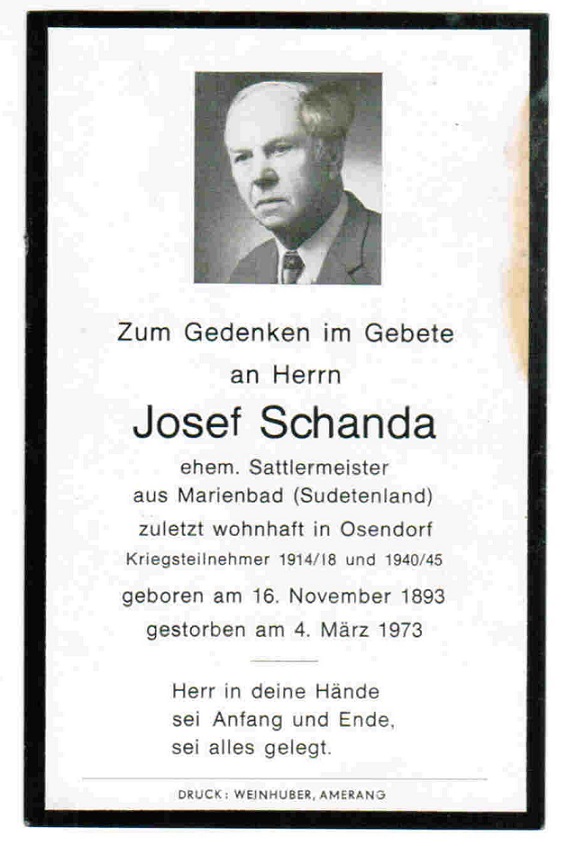 Zum Gedenken im Gebete
an Herrn
Josef Schanda
ehem. Sattlermeister
aus Marienbad (Sudetenland)
zuletzt wohnhaft in Osendorf
Kriegsteilnehmer 1914/18 und 1940/45
geboren am 16. November 1893
gestorben am 4. März 1973
Herr in deine Hände
sei Anfang und Ende,
sei alles gelegt.
DRUCK: WEINHUBER, AMERANG